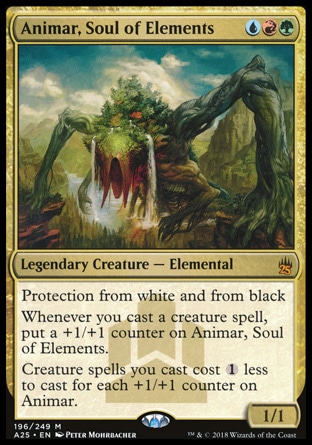 Animar, Soul of Elements
Legendary Creature — Elemental
25
Protection from white and from black
Whenever you cast a creature spell,
put a +1/+1 counter on Animar, Soul
of Elements.
Creature spells you cast cost 1 less
to cast for each +1/+1 counter on
Animar.
1/1
196/249 M
A25 • EN Peter Mohrbacher
™ & © 2018 Wizards of the Coast